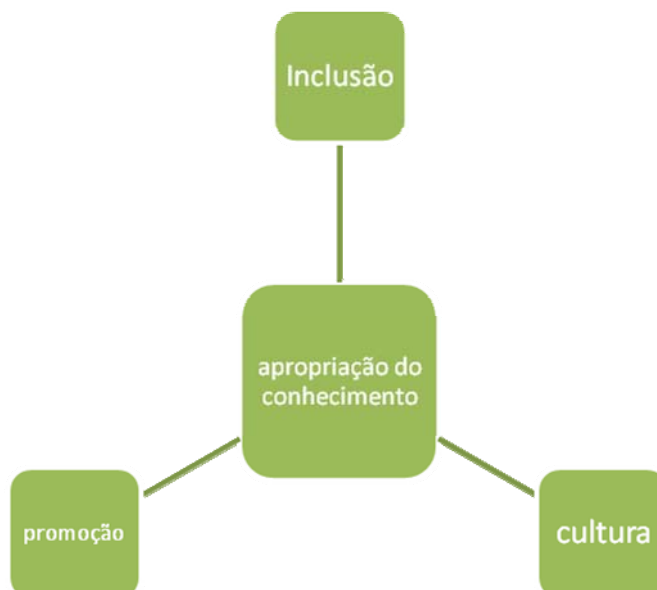 Inclusão
apropriação do
conhecimento
promoção
cultura